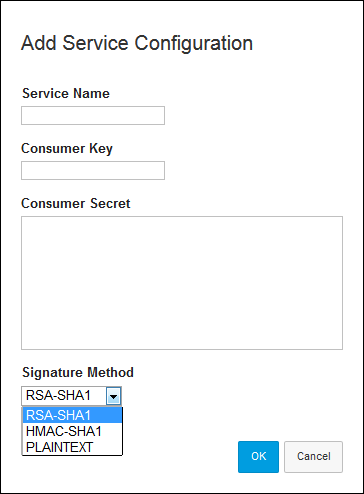 Add Service Configuration
Service Name
Consumer Key
Consumer Secret
Signature Method
RSA-SHA1
RSA-SHA1
HMAC-SHA1
PLAINTEXT
OK Cancel